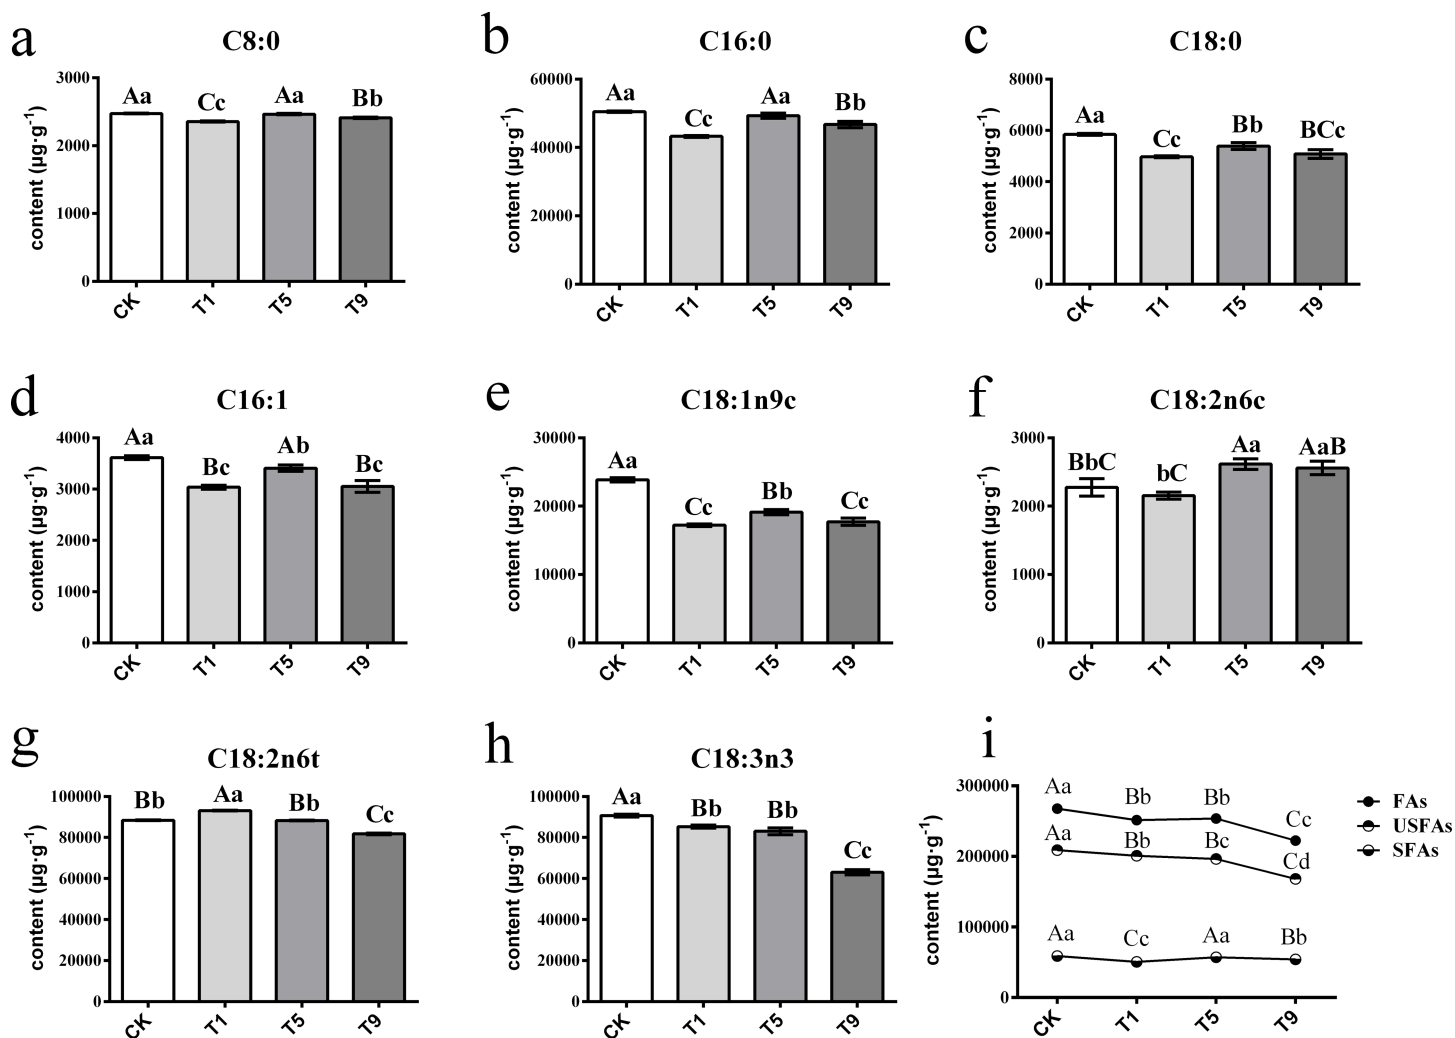 a
C8:0
content (μg·g⁻¹)
3000
2000
1000
0
Aa
Cc
Aa
Bb
CK
T1
T5
T9
b
C16:0
content (μg·g⁻¹)
60000
40000
20000
0
Aa
Cc
Aa
Bb
CK
T1
T5
T9
c
C18:0
content (μg·g⁻¹)
8000
6000
4000
2000
0
Aa
Cc
Bb
BCc
CK
T1
T5
T9
d
C16:1
content (μg·g⁻¹)
4000
3000
2000
1000
0
Aa
Bc
Ab
Bc
CK
T1
T5
T9
e
C18:1n9c
content (μg·g⁻¹)
30000
20000
10000
0
Aa
Cc
Bb
Cc
CK
T1
T5
T9
f
C18:2n6c
content (μg·g⁻¹)
3000
2000
1000
0
BbC
bC
Aa
AaB
CK
T1
T5
T9
g
C18:2n6t
content (μg·g⁻¹)
100000
80000
60000
40000
20000
0
Bb
Aa
Bb
Cc
CK
T1
T5
T9
h
C18:3n3
content (μg·g⁻¹)
100000
80000
60000
40000
20000
0
Aa
Bb
Bb
Cc
CK
T1
T5
T9
i
content (μg·g⁻¹)
300000
200000
100000
0
Aa
Bb
Bb
Cc
Aa
Bb
Bc
Cd
Aa
Cc
Aa
Bb
CK
T1
T5
T9
FAs
USFAs
SFAs